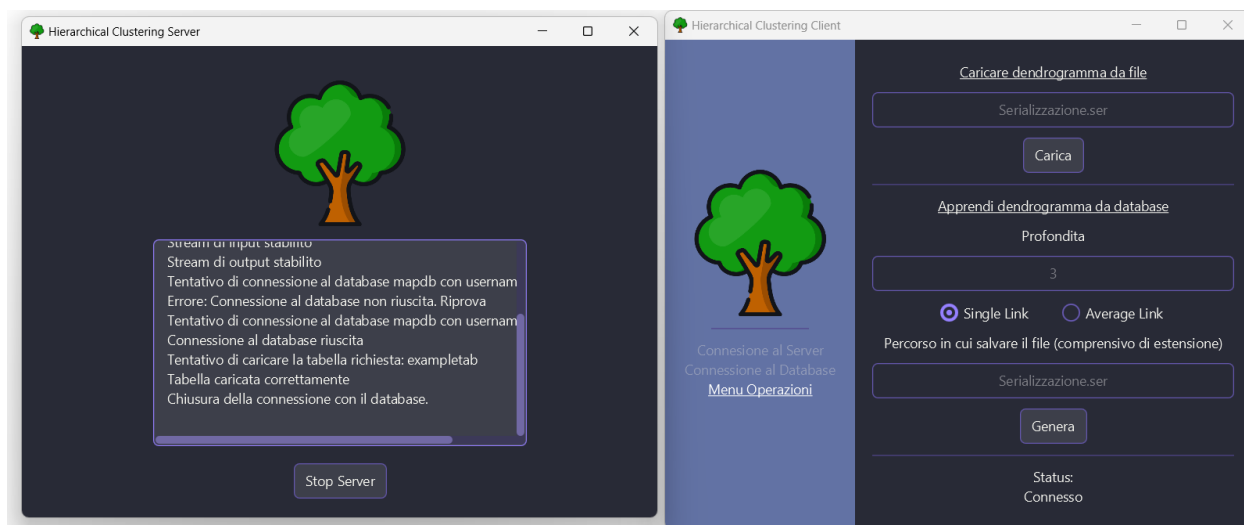 Hierarchical Clustering Server
Stream di input stabilito
Stream di output stabilito
Tentativo di connessione al database mapdb con usernam
Errore: Connessione al database non riuscita. Riprova
Tentativo di connessione al database mapdb con usernam
Connessione al database riuscita
Tentativo di caricare la tabella richiesta: exampletab
Tabella caricata correttamente
Chiusura della connessione con il database.
Stop Server
Hierarchical Clustering Client
Connesione al Server
Connessione al Database
Menu Operazioni
Caricare dendrogramma da file
Serializzazione.ser
Carica
Apprendi dendrogramma da database
Profondita
3
Single Link Average Link
Percorso in cui salvare il file (comprensivo di estensione)
Serializzazione.ser
Genera
Status:
Connesso